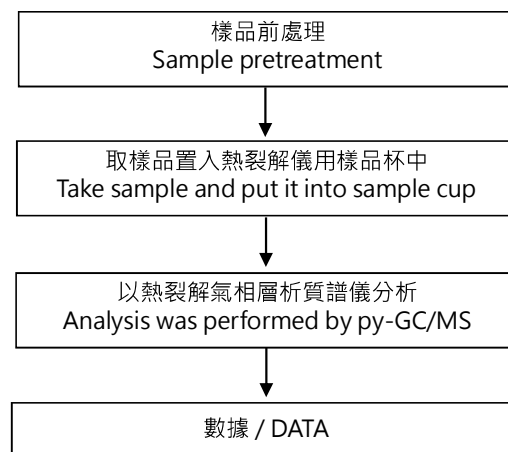 樣品前處理
Sample pretreatment
取樣品置入熱裂解儀用樣品杯中
Take sample and put it into sample cup
以熱裂解氣相層析質譜儀分析
Analysis was performed by py-GC/MS
數據 / DATA